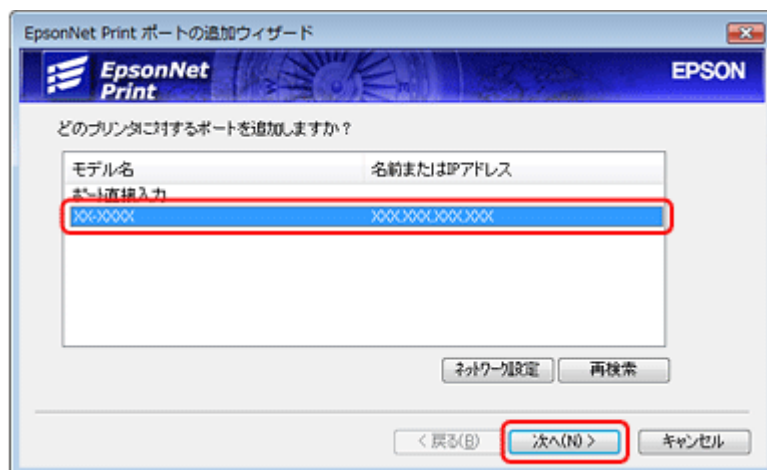 EpsonNet Print ポートの追加ウィザード
EpsonNet
Print
EPSON
どのプリンタに対するポートを追加しますか？
モデル名 名前またはIPアドレス
ポート直接入力
XX-XXXX XXX.XXX.XXX.XXX
ネットワーク設定 再検索
< 戻る(B) 次へ(N) > キャンセル